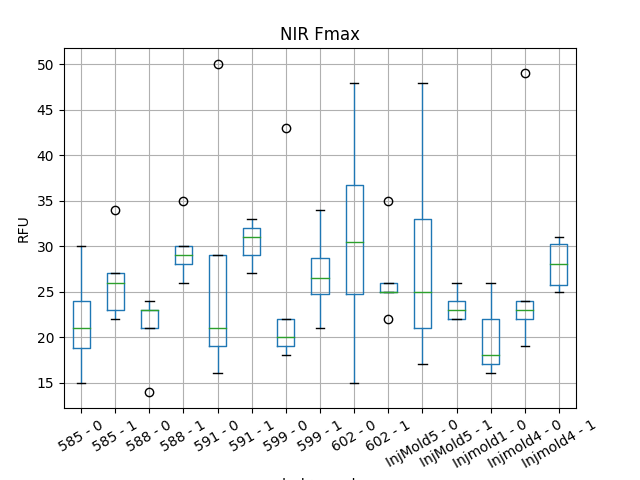 NIR Fmax
RFU
50
45
40
35
30
25
20
15
585 - 0
585 - 1
588 - 0
588 - 1
591 - 0
591 - 1
599 - 0
599 - 1
602 - 0
602 - 1
InjMold5 - 0
InjMold5 - 1
Injmold1 - 0
Injmold4 - 0
Injmold4 - 1